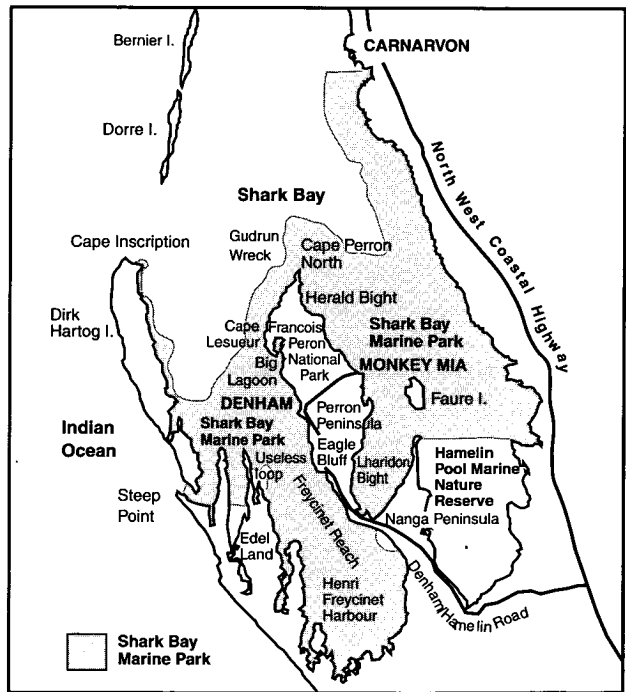 Bernier I.
CARNARVON
Dorre I.
North West Coastal Highway
Shark Bay
Cape Inscription
Gudrun
Wreck
Cape Perron
North
Herald Bight
Dirk
Hartog I.
Cape
Lesueur
Francois
Peron
National
Park
Shark Bay
Marine Park
Big
Lagoon
MONKEY MIA
Faure I.
DENHAM
Perron
Peninsula
Shark Bay
Marine Park
Indian
Ocean
Eagle
Bluff
Useless
loop
Lharidon
Bight
Hamelin
Pool Marine
Nature
Reserve
Steep
Point
Freycinet Reach
Nanga Peninsula
Edel
Land
Henri
Freycinet
Harbour
Denham/Hamelin Road
Shark Bay
Marine Park